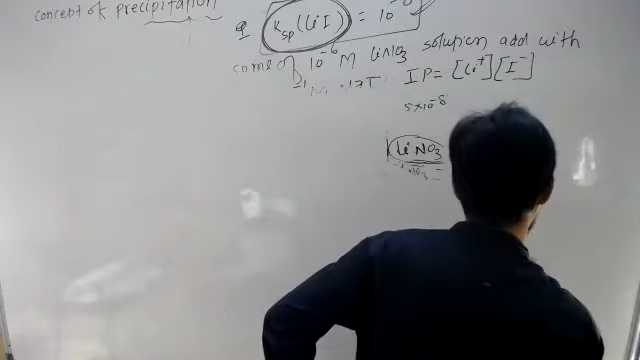 concept of precipitation
Q Ksp (LiI) = 10⁻⁸
some of 10⁻⁶ M LiNO3 solution add with
IP = [Li⁺][I⁻]
5×10⁻⁸
LiNO3